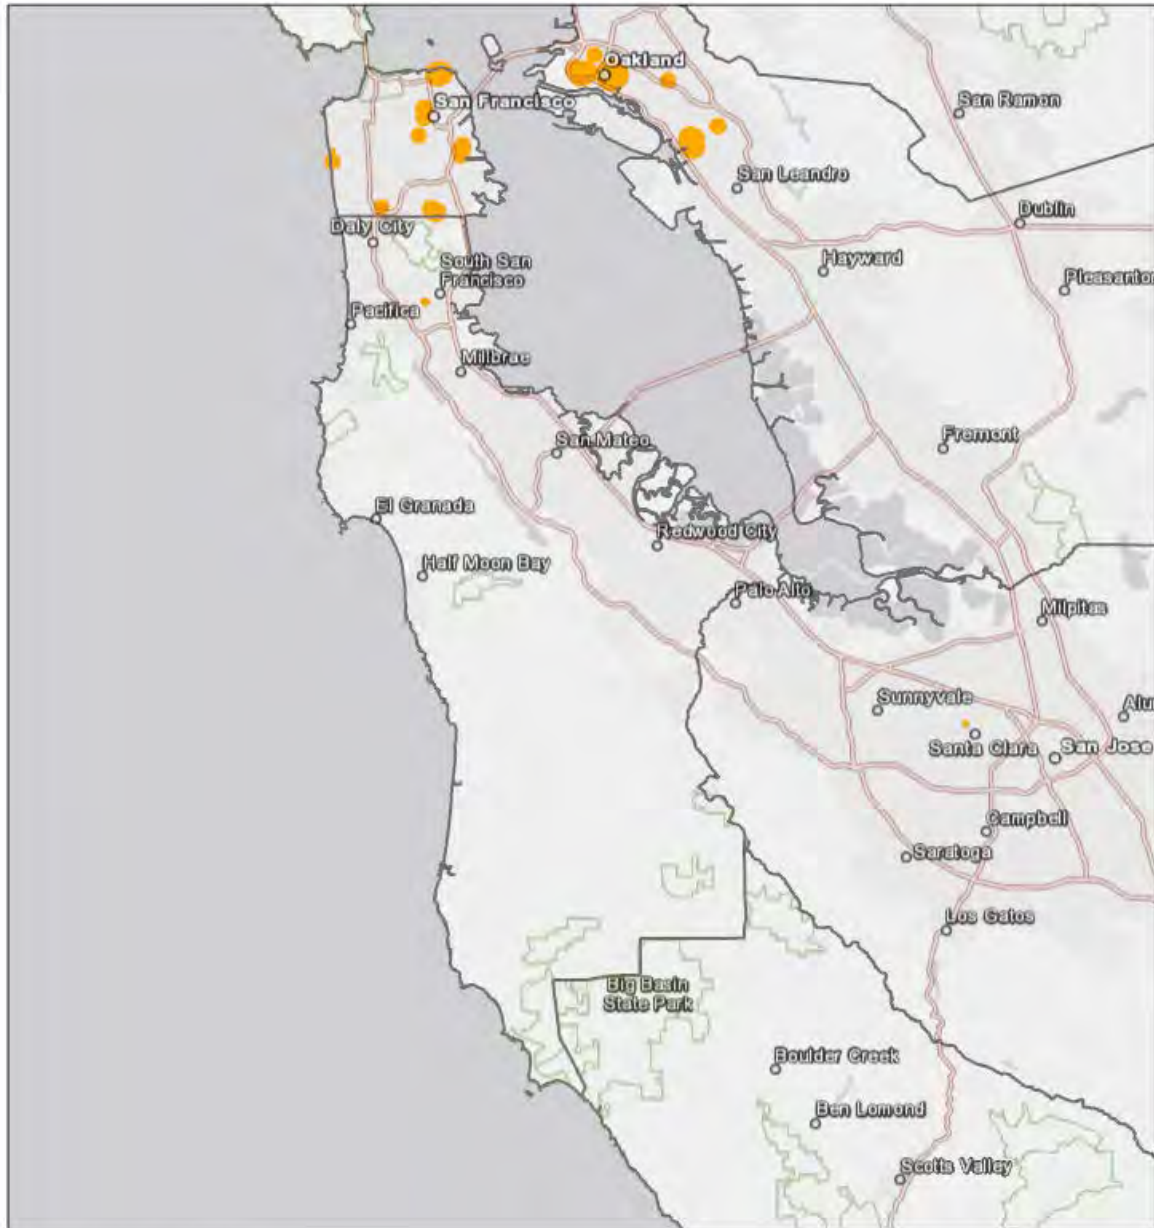 Oakland
San Ramon
San Francisco
San Leandro
Dublin
Daly City
Hayward
South San
Francisco
Pleasanton
Pacifica
Millbrae
San Mateo
Fremont
El Granada
Redwood City
Half Moon Bay
Palo Alto
Milpitas
Sunnyvale
Alu
Santa Clara
San Jose
Campbell
Saratoga
Los Gatos
Big Basin
State Park
Boulder Creek
Ben Lomond
Scotts Valley